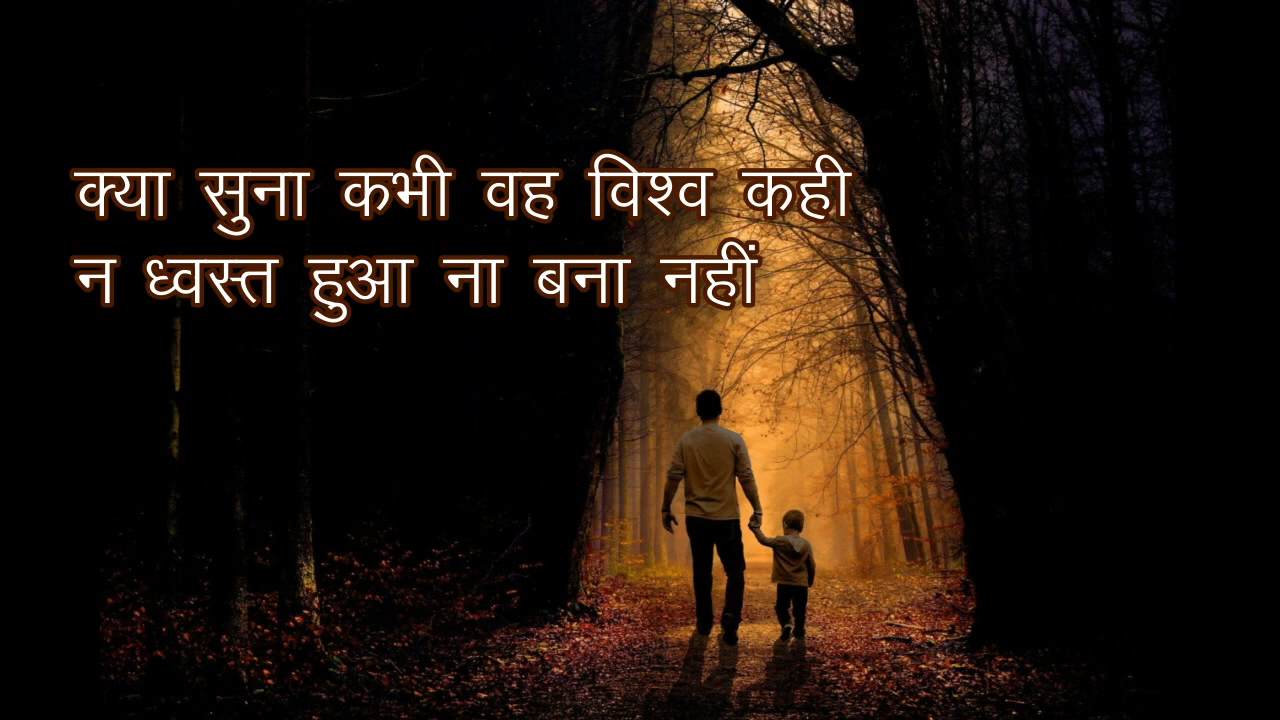 क्या सुना कभी वह विश्व कही
न ध्वस्त हुआ ना बना नहीं